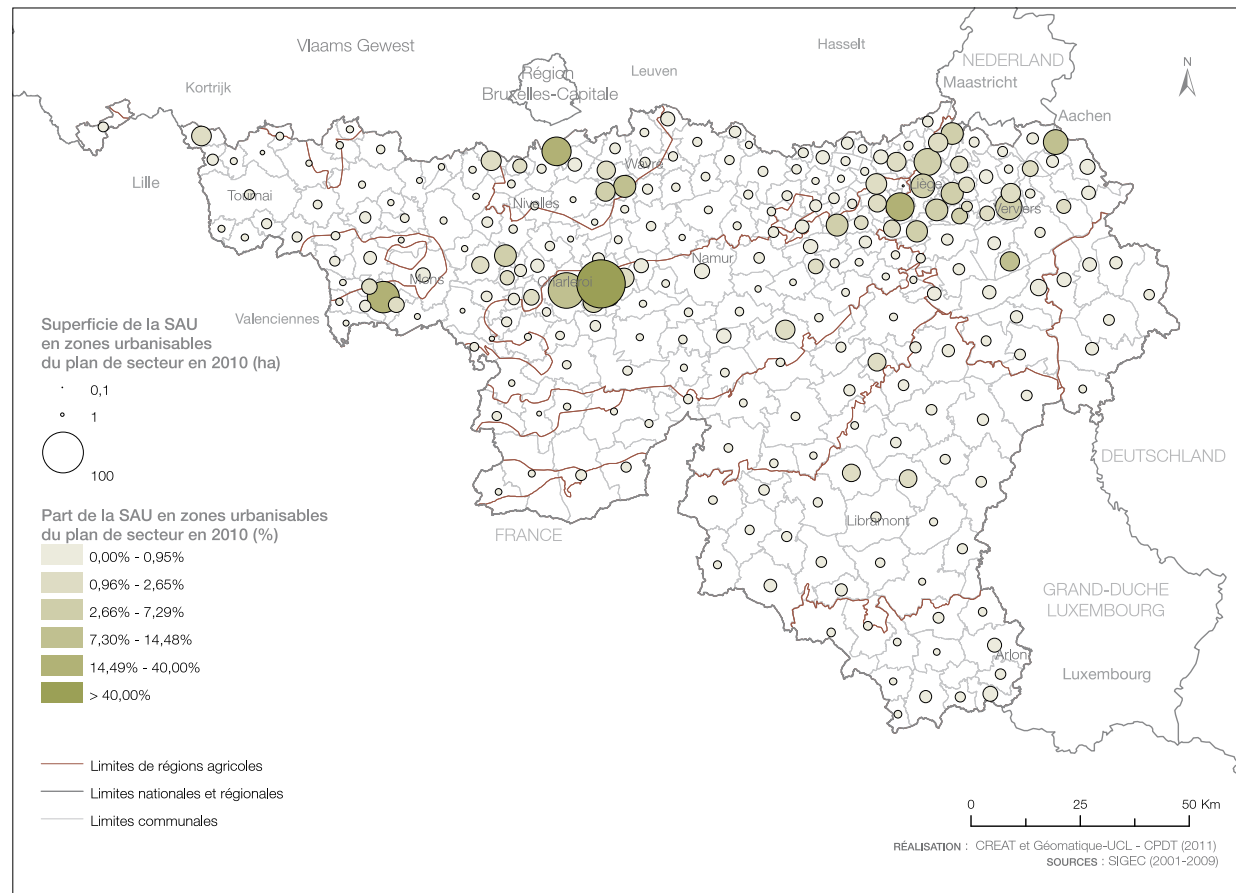 Vlaams Gewest
Hasselt
NEDERLAND
Maastricht
Leuven
Région
Bruxelles-Capitale
Kortrijk
Aachen
N
Lille
Tournai
Wavre
Nivelles
Liège
Verviers
Namur
Mons
Charleroi
Valenciennes
Superficie de la SAU
en zones urbanisables
du plan de secteur en 2010 (ha)
0,1
1
100
Part de la SAU en zones urbanisables
du plan de secteur en 2010 (%)
0,00% - 0,95%
0,96% - 2,65%
2,66% - 7,29%
7,30% - 14,48%
14,49% - 40,00%
> 40,00%
DEUTSCHLAND
Libramont
FRANCE
GRAND-DUCHE
LUXEMBOURG
Arlon
Luxembourg
Limites de régions agricoles
Limites nationales et régionales
Limites communales
0 25 50 Km
RÉALISATION : CREAT et Géomatique-UCL - CPDT (2011)
SOURCES : SIGEC (2001-2009)